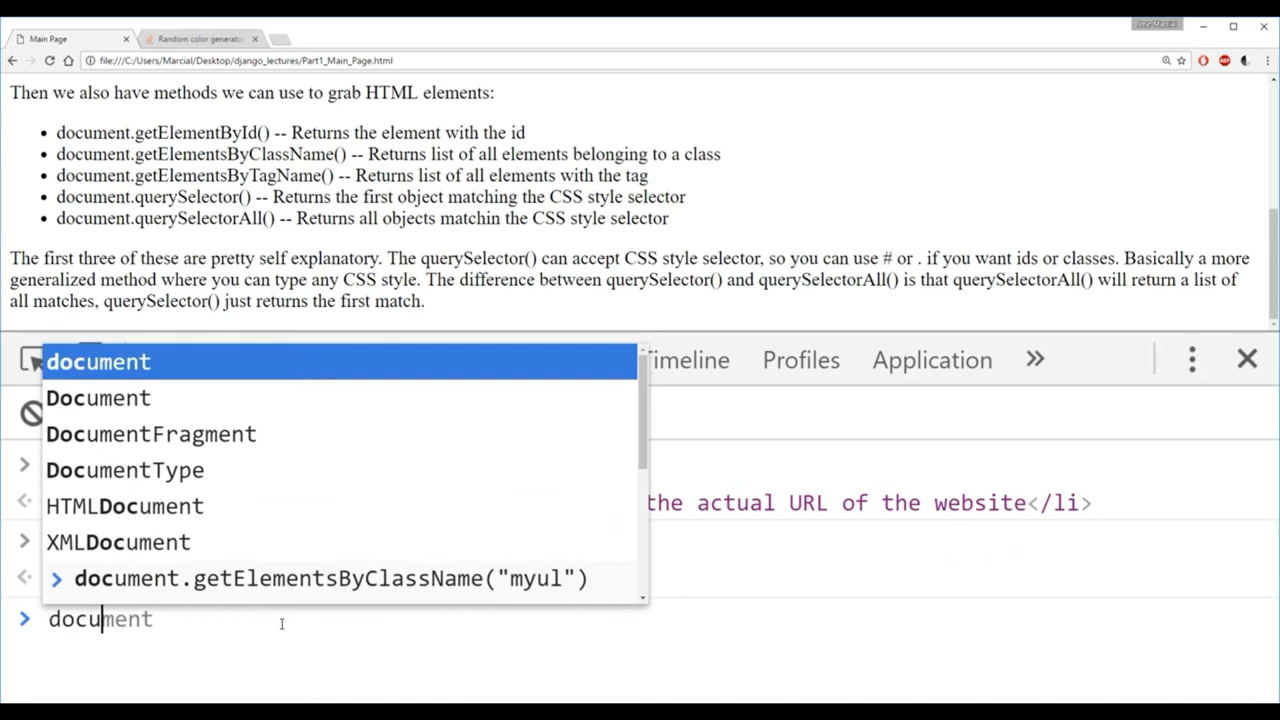 Jose Marcial
Main Page
Random color generato
file:///C:/Users/Marcial/Desktop/django_lectures/Part1_Main_Page.html
ABP
Then we also have methods we can use to grab HTML elements:
• document.getElementById() -- Returns the element with the id
• document.getElementsByClassName() -- Returns list of all elements belonging to a class
• document.getElementsByTagName() -- Returns list of all elements with the tag
• document.querySelector() -- Returns the first object matching the CSS style selector
• document.querySelectorAll() -- Returns all objects matchin the CSS style selector
The first three of these are pretty self explanatory. The querySelector() can accept CSS style selector, so you can use # or . if you want ids or classes. Basically a more
generalized method where you can type any CSS style. The difference between querySelector() and querySelectorAll() is that querySelectorAll() will return a list of
all matches, querySelector() just returns the first match.
Timeline Profiles Application »
document
Document
DocumentFragment
DocumentType
HTMLDocument
the actual URL of the website</li>
XMLDocument
> document.getElementsByClassName("myul")
> document